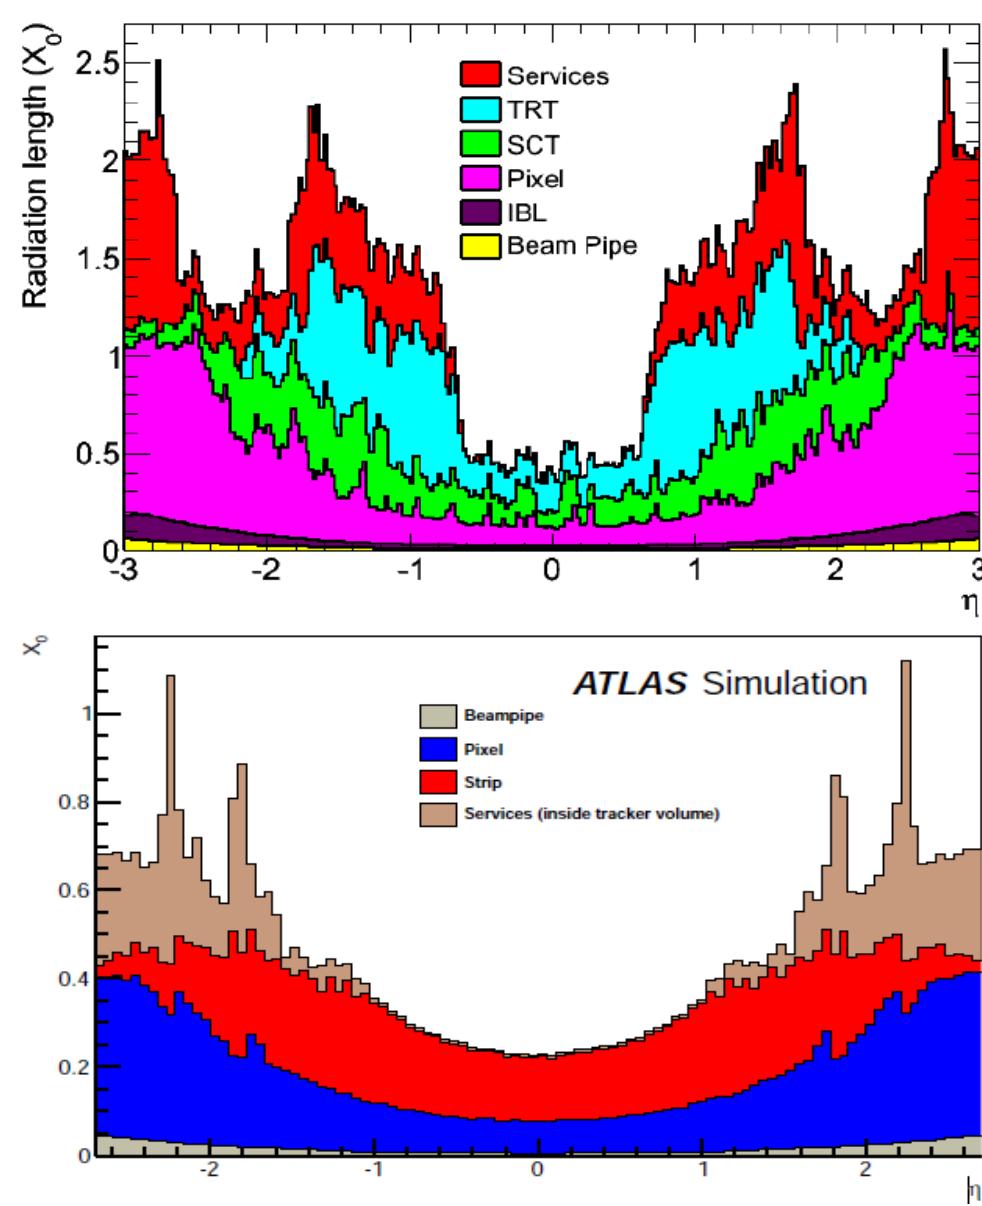 Radiation length (X0)
2.5
2
1.5
1
0.5
0
Services
TRT
SCT
Pixel
IBL
Beam Pipe
-3 -2 -1 0 1 2 3
η
X0
1
0.8
0.6
0.4
0.2
0
ATLAS Simulation
Beampipe
Pixel
Strip
Services (inside tracker volume)
-2 -1 0 1 2
|η